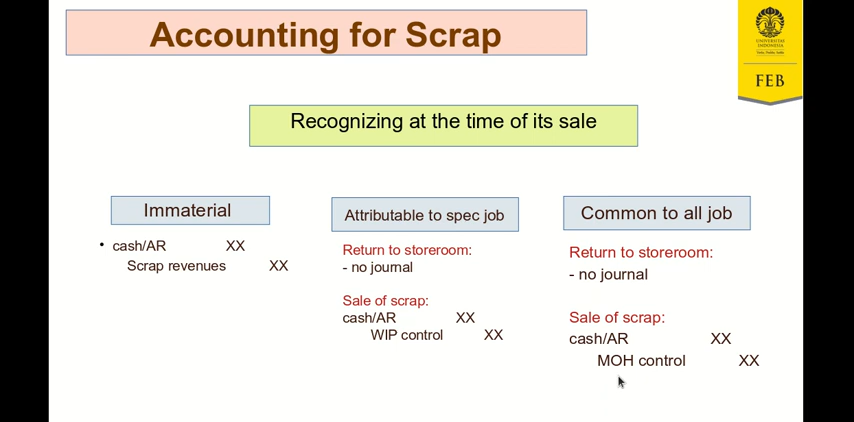 Accounting for Scrap
UNIVERSITAS
INDONESIA
FEB
Recognizing at the time of its sale
Immaterial
• cash/AR XX
Scrap revenues XX
Attributable to spec job
Return to storeroom:
- no journal
Sale of scrap:
cash/AR XX
WIP control XX
Common to all job
Return to storeroom:
- no journal
Sale of scrap:
cash/AR XX
MOH control XX